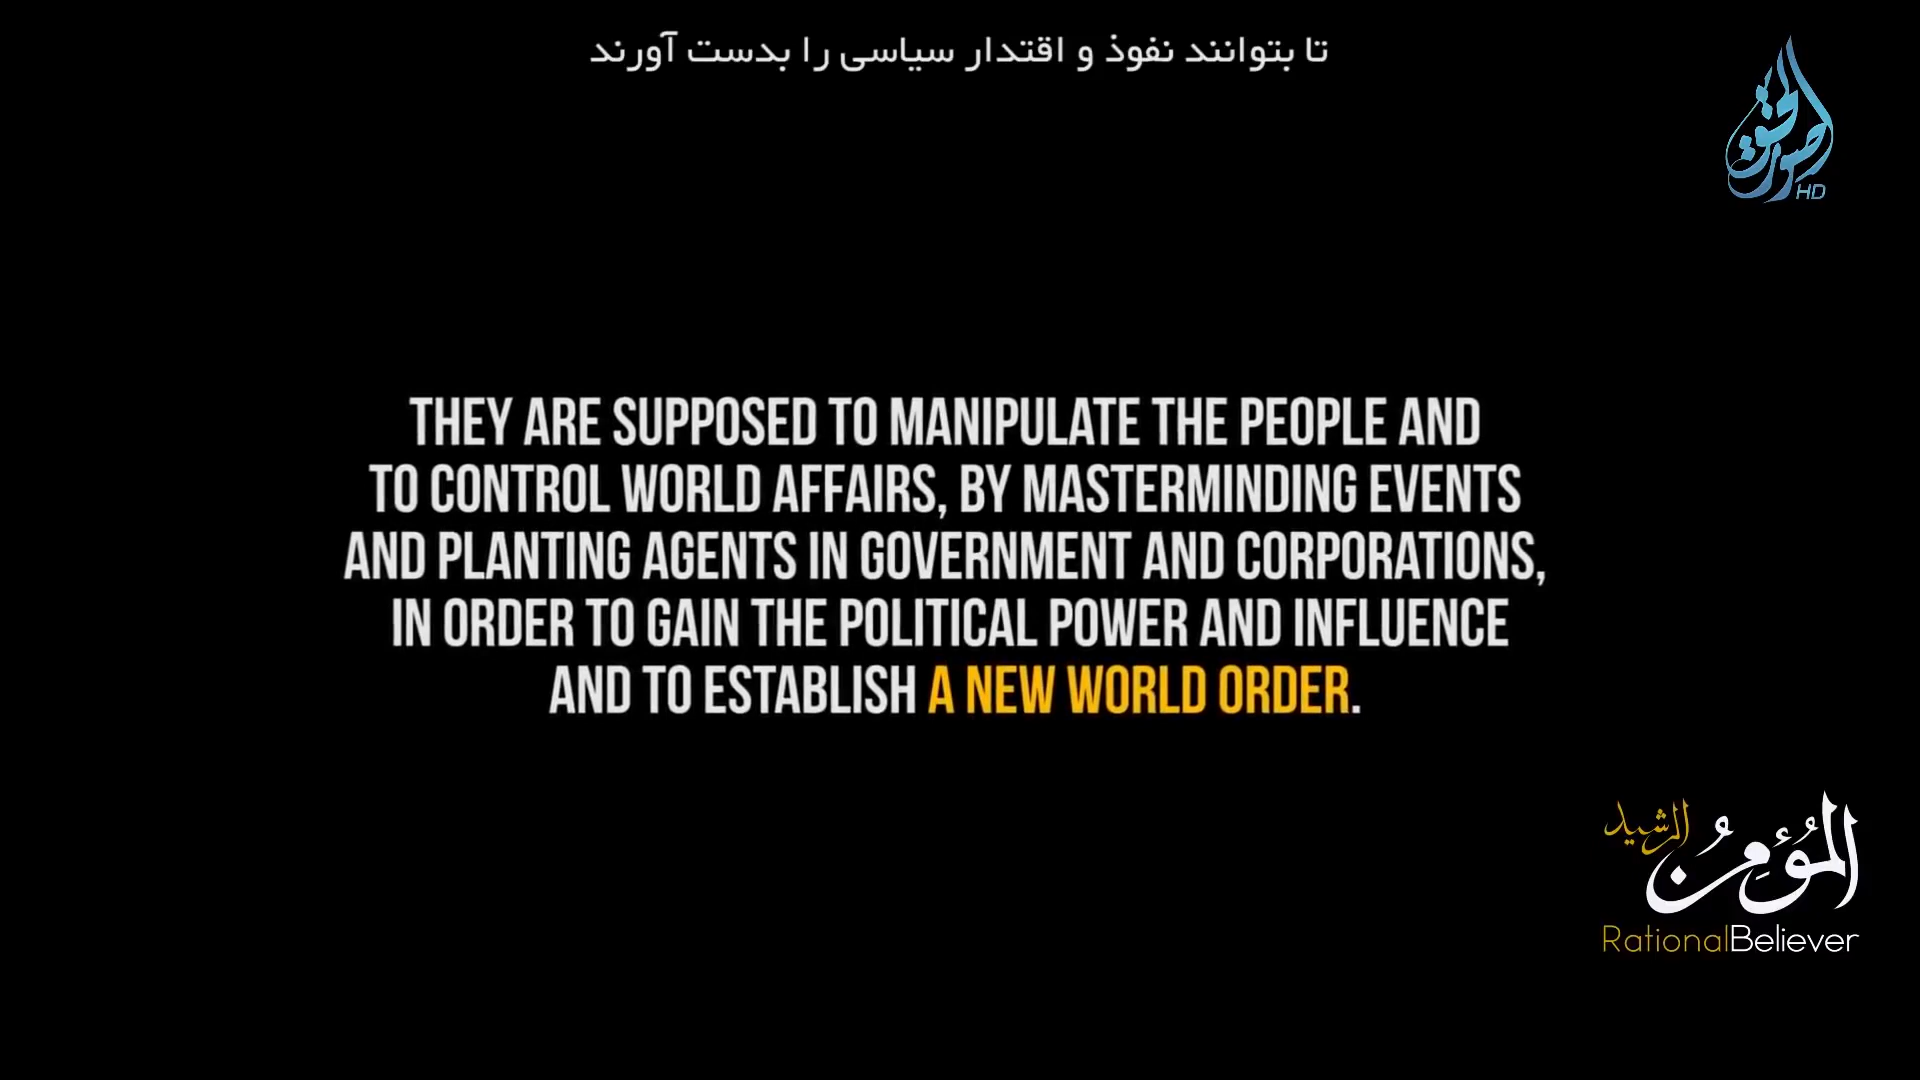 تا بتوانند نفوذ و اقتدار سیاسی را بدست آورند
HD
THEY ARE SUPPOSED TO MANIPULATE THE PEOPLE AND
TO CONTROL WORLD AFFAIRS, BY MASTERMINDING EVENTS
AND PLANTING AGENTS IN GOVERNMENT AND CORPORATIONS,
IN ORDER TO GAIN THE POLITICAL POWER AND INFLUENCE
AND TO ESTABLISH A NEW WORLD ORDER.
المُؤمِنُ الرشيد
RationalBeliever